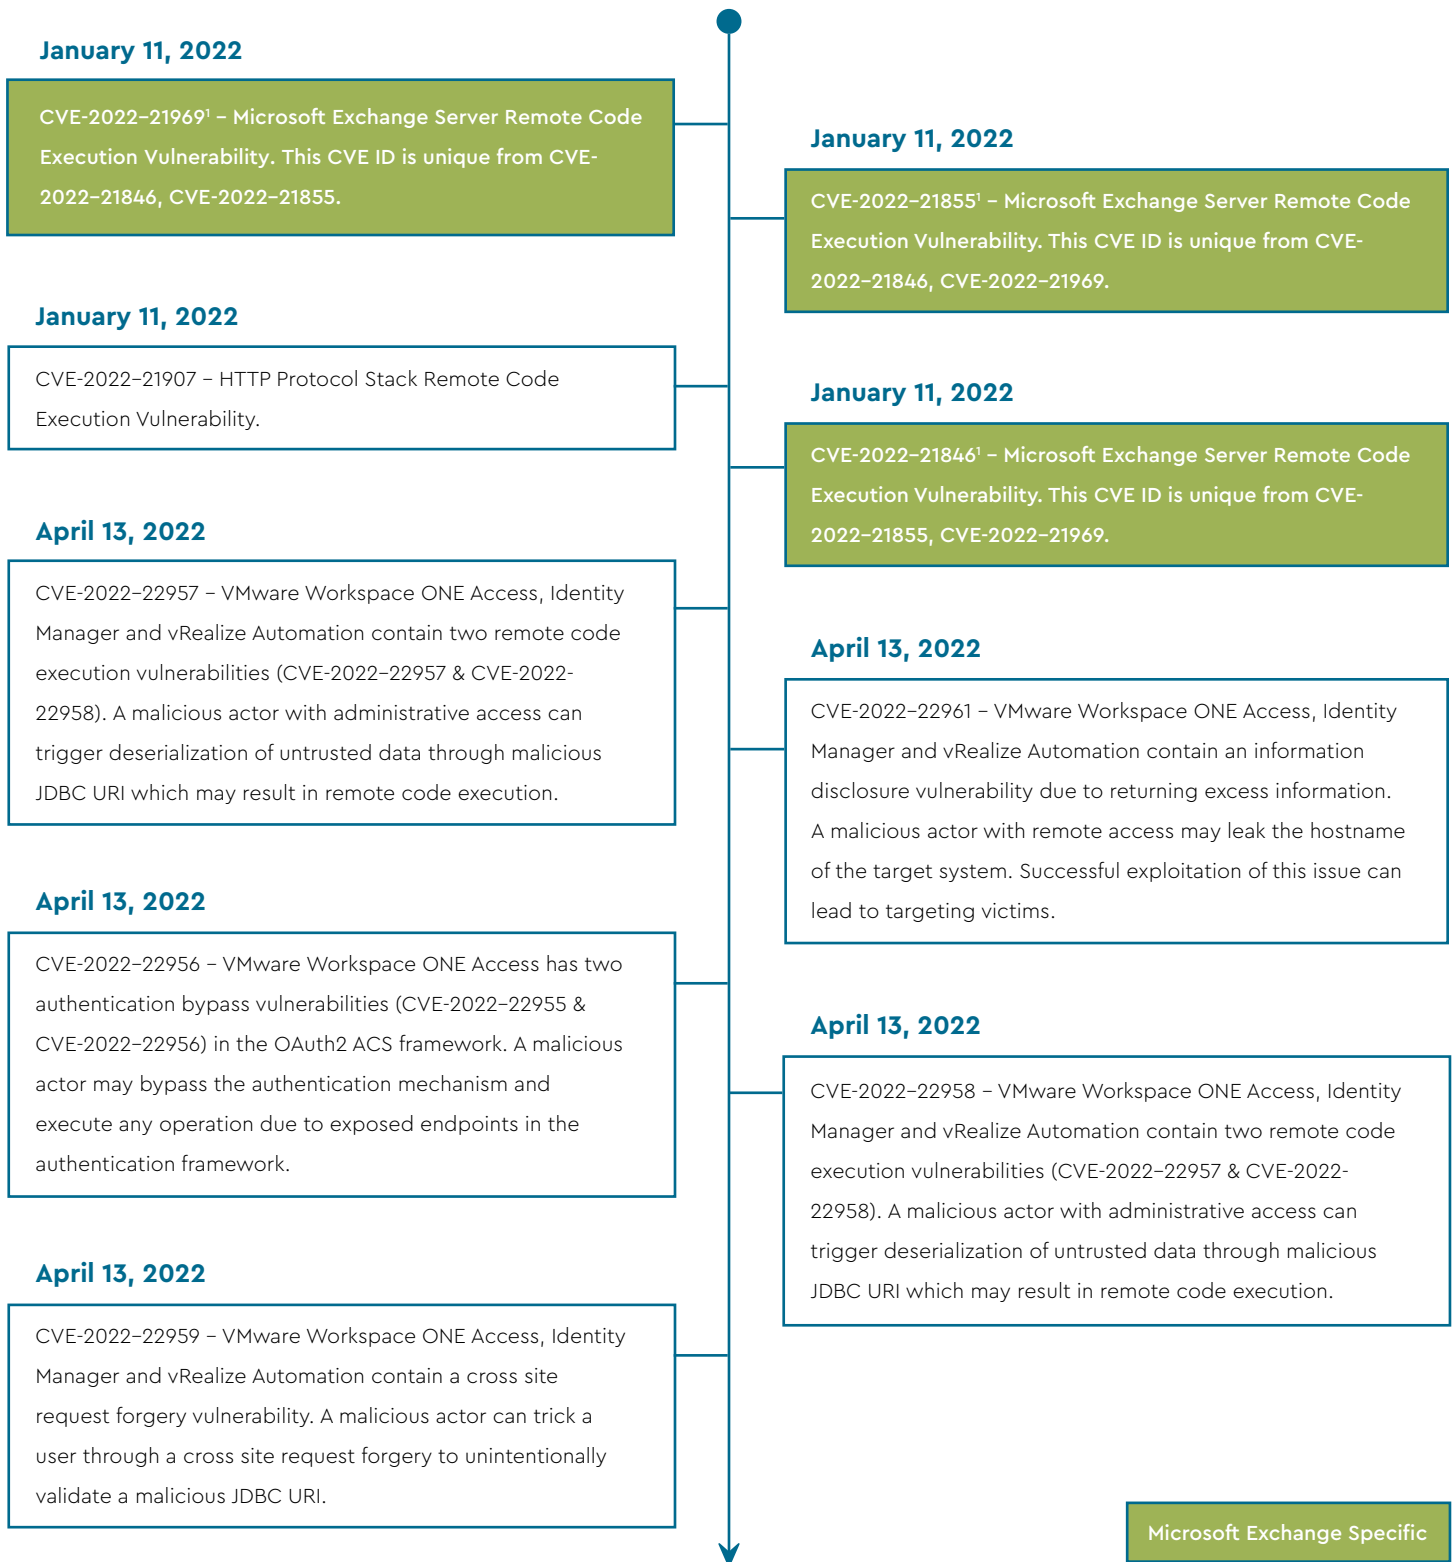 January 11, 2022
CVE-2022-21969¹ – Microsoft Exchange Server Remote Code
Execution Vulnerability. This CVE ID is unique from CVE-
2022-21846, CVE-2022-21855.
January 11, 2022
CVE-2022-21855¹ – Microsoft Exchange Server Remote Code
Execution Vulnerability. This CVE ID is unique from CVE-
2022-21846, CVE-2022-21969.
January 11, 2022
CVE-2022-21907 – HTTP Protocol Stack Remote Code
Execution Vulnerability.
January 11, 2022
CVE-2022-21846¹ – Microsoft Exchange Server Remote Code
Execution Vulnerability. This CVE ID is unique from CVE-
2022-21855, CVE-2022-21969.
April 13, 2022
CVE-2022-22957 – VMware Workspace ONE Access, Identity
Manager and vRealize Automation contain two remote code
execution vulnerabilities (CVE-2022-22957 & CVE-2022-
22958). A malicious actor with administrative access can
trigger deserialization of untrusted data through malicious
JDBC URI which may result in remote code execution.
April 13, 2022
CVE-2022-22961 – VMware Workspace ONE Access, Identity
Manager and vRealize Automation contain an information
disclosure vulnerability due to returning excess information.
A malicious actor with remote access may leak the hostname
of the target system. Successful exploitation of this issue can
lead to targeting victims.
April 13, 2022
CVE-2022-22956 – VMware Workspace ONE Access has two
authentication bypass vulnerabilities (CVE-2022-22955 &
CVE-2022-22956) in the OAuth2 ACS framework. A malicious
actor may bypass the authentication mechanism and
execute any operation due to exposed endpoints in the
authentication framework.
April 13, 2022
CVE-2022-22958 – VMware Workspace ONE Access, Identity
Manager and vRealize Automation contain two remote code
execution vulnerabilities (CVE-2022-22957 & CVE-2022-
22958). A malicious actor with administrative access can
trigger deserialization of untrusted data through malicious
JDBC URI which may result in remote code execution.
April 13, 2022
CVE-2022-22959 – VMware Workspace ONE Access, Identity
Manager and vRealize Automation contain a cross site
request forgery vulnerability. A malicious actor can trick a
user through a cross site request forgery to unintentionally
validate a malicious JDBC URI.
Microsoft Exchange Specific